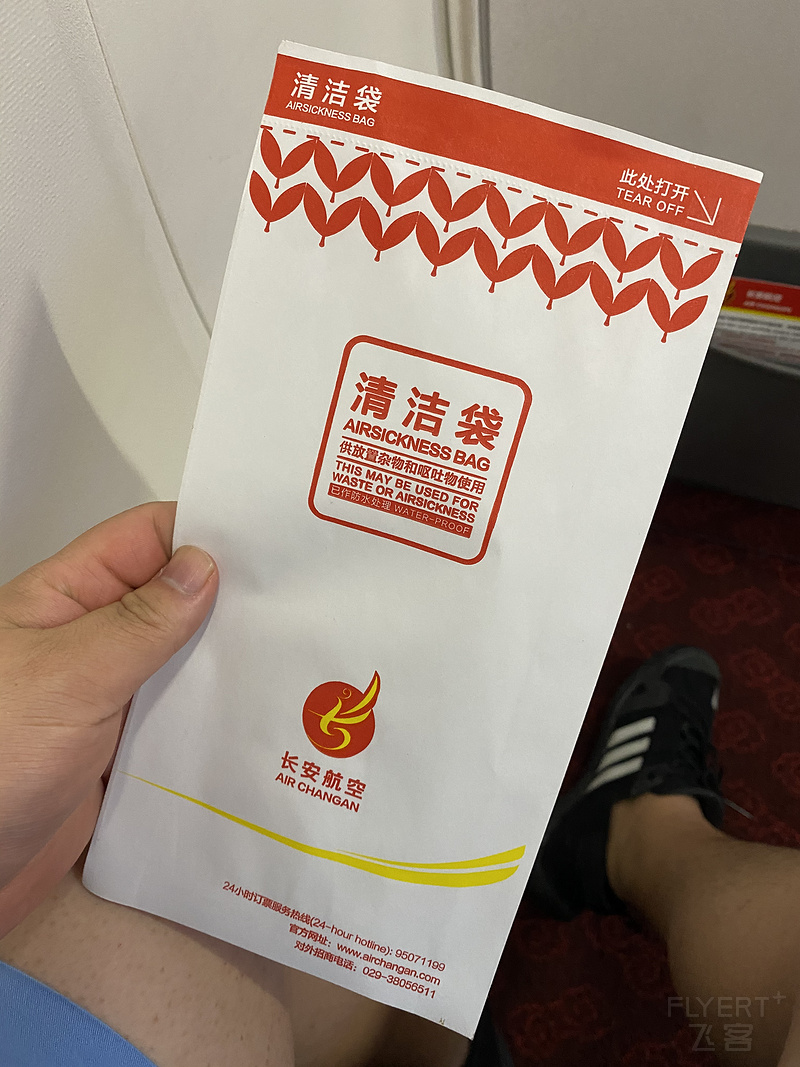 清洁袋
AIRSICKNESS BAG
此处打开
TEAR OFF
清洁袋
AIRSICKNESS BAG
供放置杂物和呕吐物使用
THIS MAY BE USED FOR
WASTE OR AIRSICKNESS
已作防水处理 WATER-PROOF
长安航空
AIR CHANGAN
24小时订票服务热线(24-hour hotline): 95071199
官方网址：www.airchangan.com
对外招商电话：029-38056511
FLYERT+
飞客